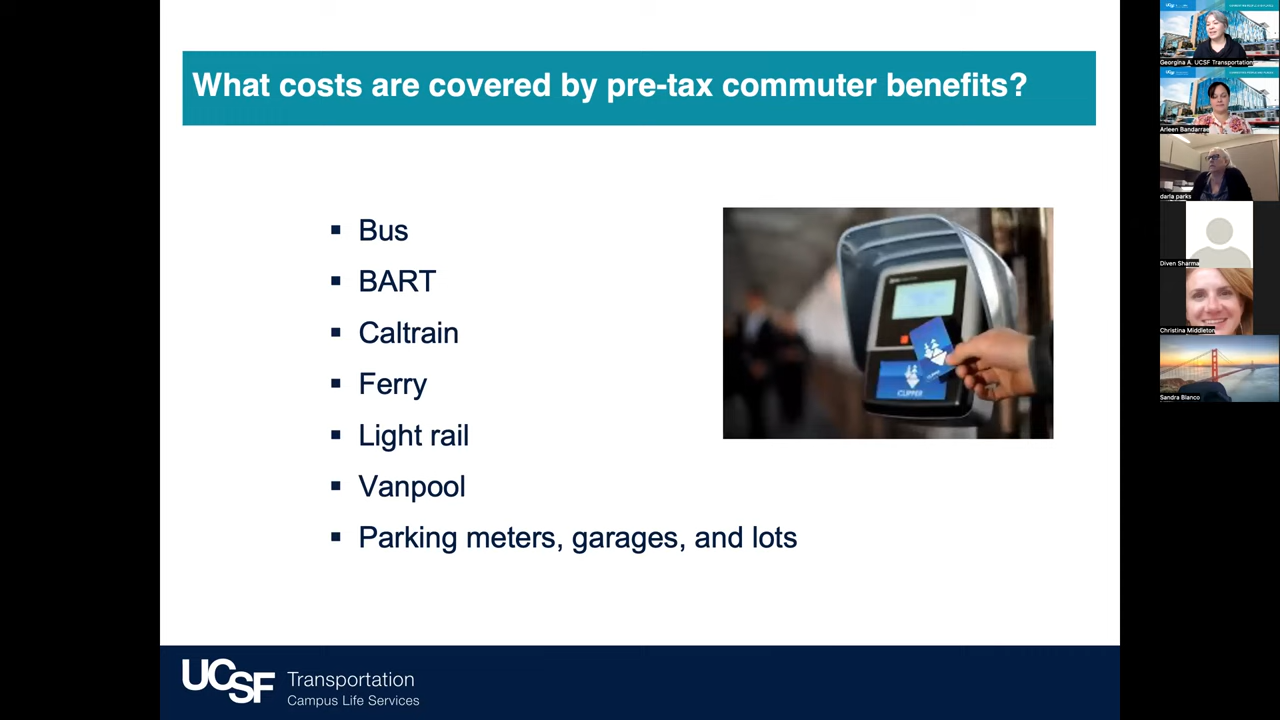 What costs are covered by pre-tax commuter benefits?
Bus
BART
Caltrain
Ferry
Light rail
Vanpool
Parking meters, garages, and lots
CLIPPER
UCSF
Transportation
Campus Life Services
Georgina A. UCSF Transportation
Arleen Bandarrae
darla parks
Diven Sharma
Christina Middleton
Sandra Bianco